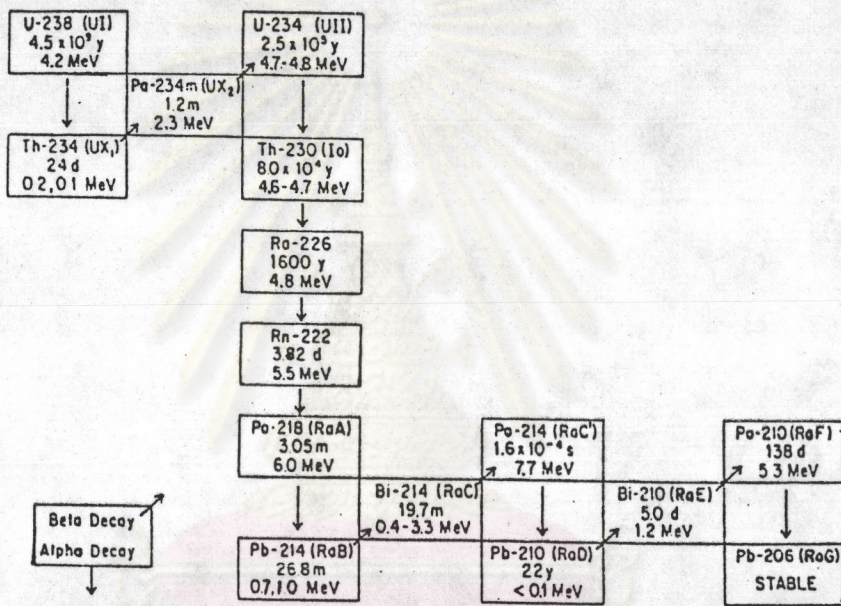 U-238 (UI)
4.5 x 10⁹ y
4.2 MeV
U-234 (UII)
2.5 x 10⁵ y
4.7-4.8 MeV
Pa-234m (UX₂)
1.2m
2.3 MeV
Th-234 (UX₁)
24 d
0.2, 0.1 MeV
Th-230 (Io)
8.0 x 10⁴ y
4.6-4.7 MeV
Ra-226
1600 y
4.8 MeV
Rn-222
3.82 d
5.5 MeV
Po-218 (RaA)
3.05 m
6.0 MeV
Po-214 (RaC')
1.6 x 10⁻⁴ s
7.7 MeV
Po-210 (RaF)
138 d
5.3 MeV
Bi-214 (RaC)
19.7m
0.4-3.3 MeV
Bi-210 (RaE)
5.0 d
1.2 MeV
Beta Decay
Alpha Decay
Pb-214 (RaB)
26.8m
0.7, 1.0 MeV
Pb-210 (RaD)
22y
< 0.1 MeV
Pb-206 (RaG)
STABLE